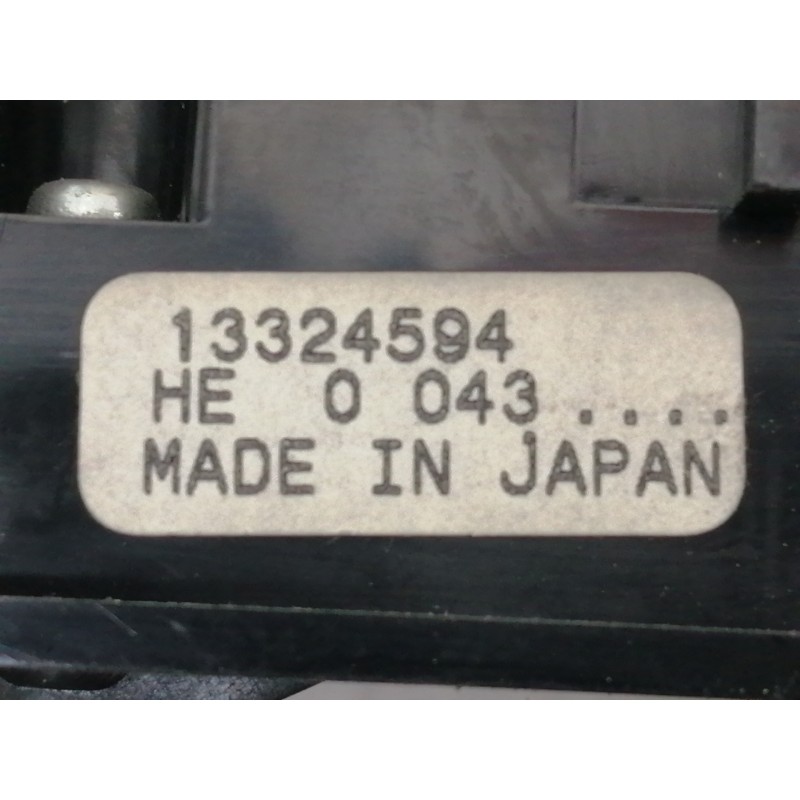 13324594
HE 0 043 ....
MADE IN JAPAN